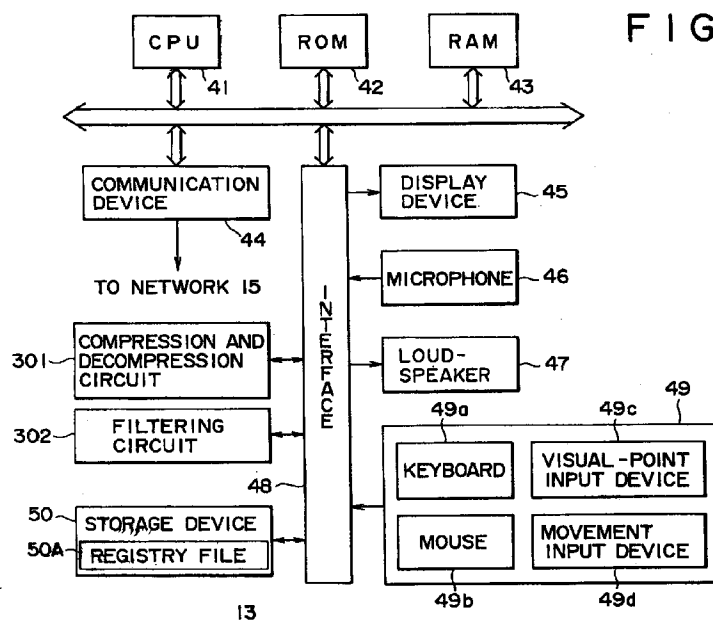 FIG
CPU
ROM
RAM
41
42
43
COMMUNICATION
DEVICE
44
TO NETWORK 15
DISPLAY
DEVICE
45
MICROPHONE
46
INTERFACE
301
COMPRESSION AND
DECOMPRESSION
CIRCUIT
LOUD-
SPEAKER
47
302
FILTERING
CIRCUIT
48
49
49a
49c
KEYBOARD
VISUAL-POINT
INPUT DEVICE
50
STORAGE DEVICE
50A
REGISTRY FILE
MOUSE
MOVEMENT
INPUT DEVICE
49b
49d
13